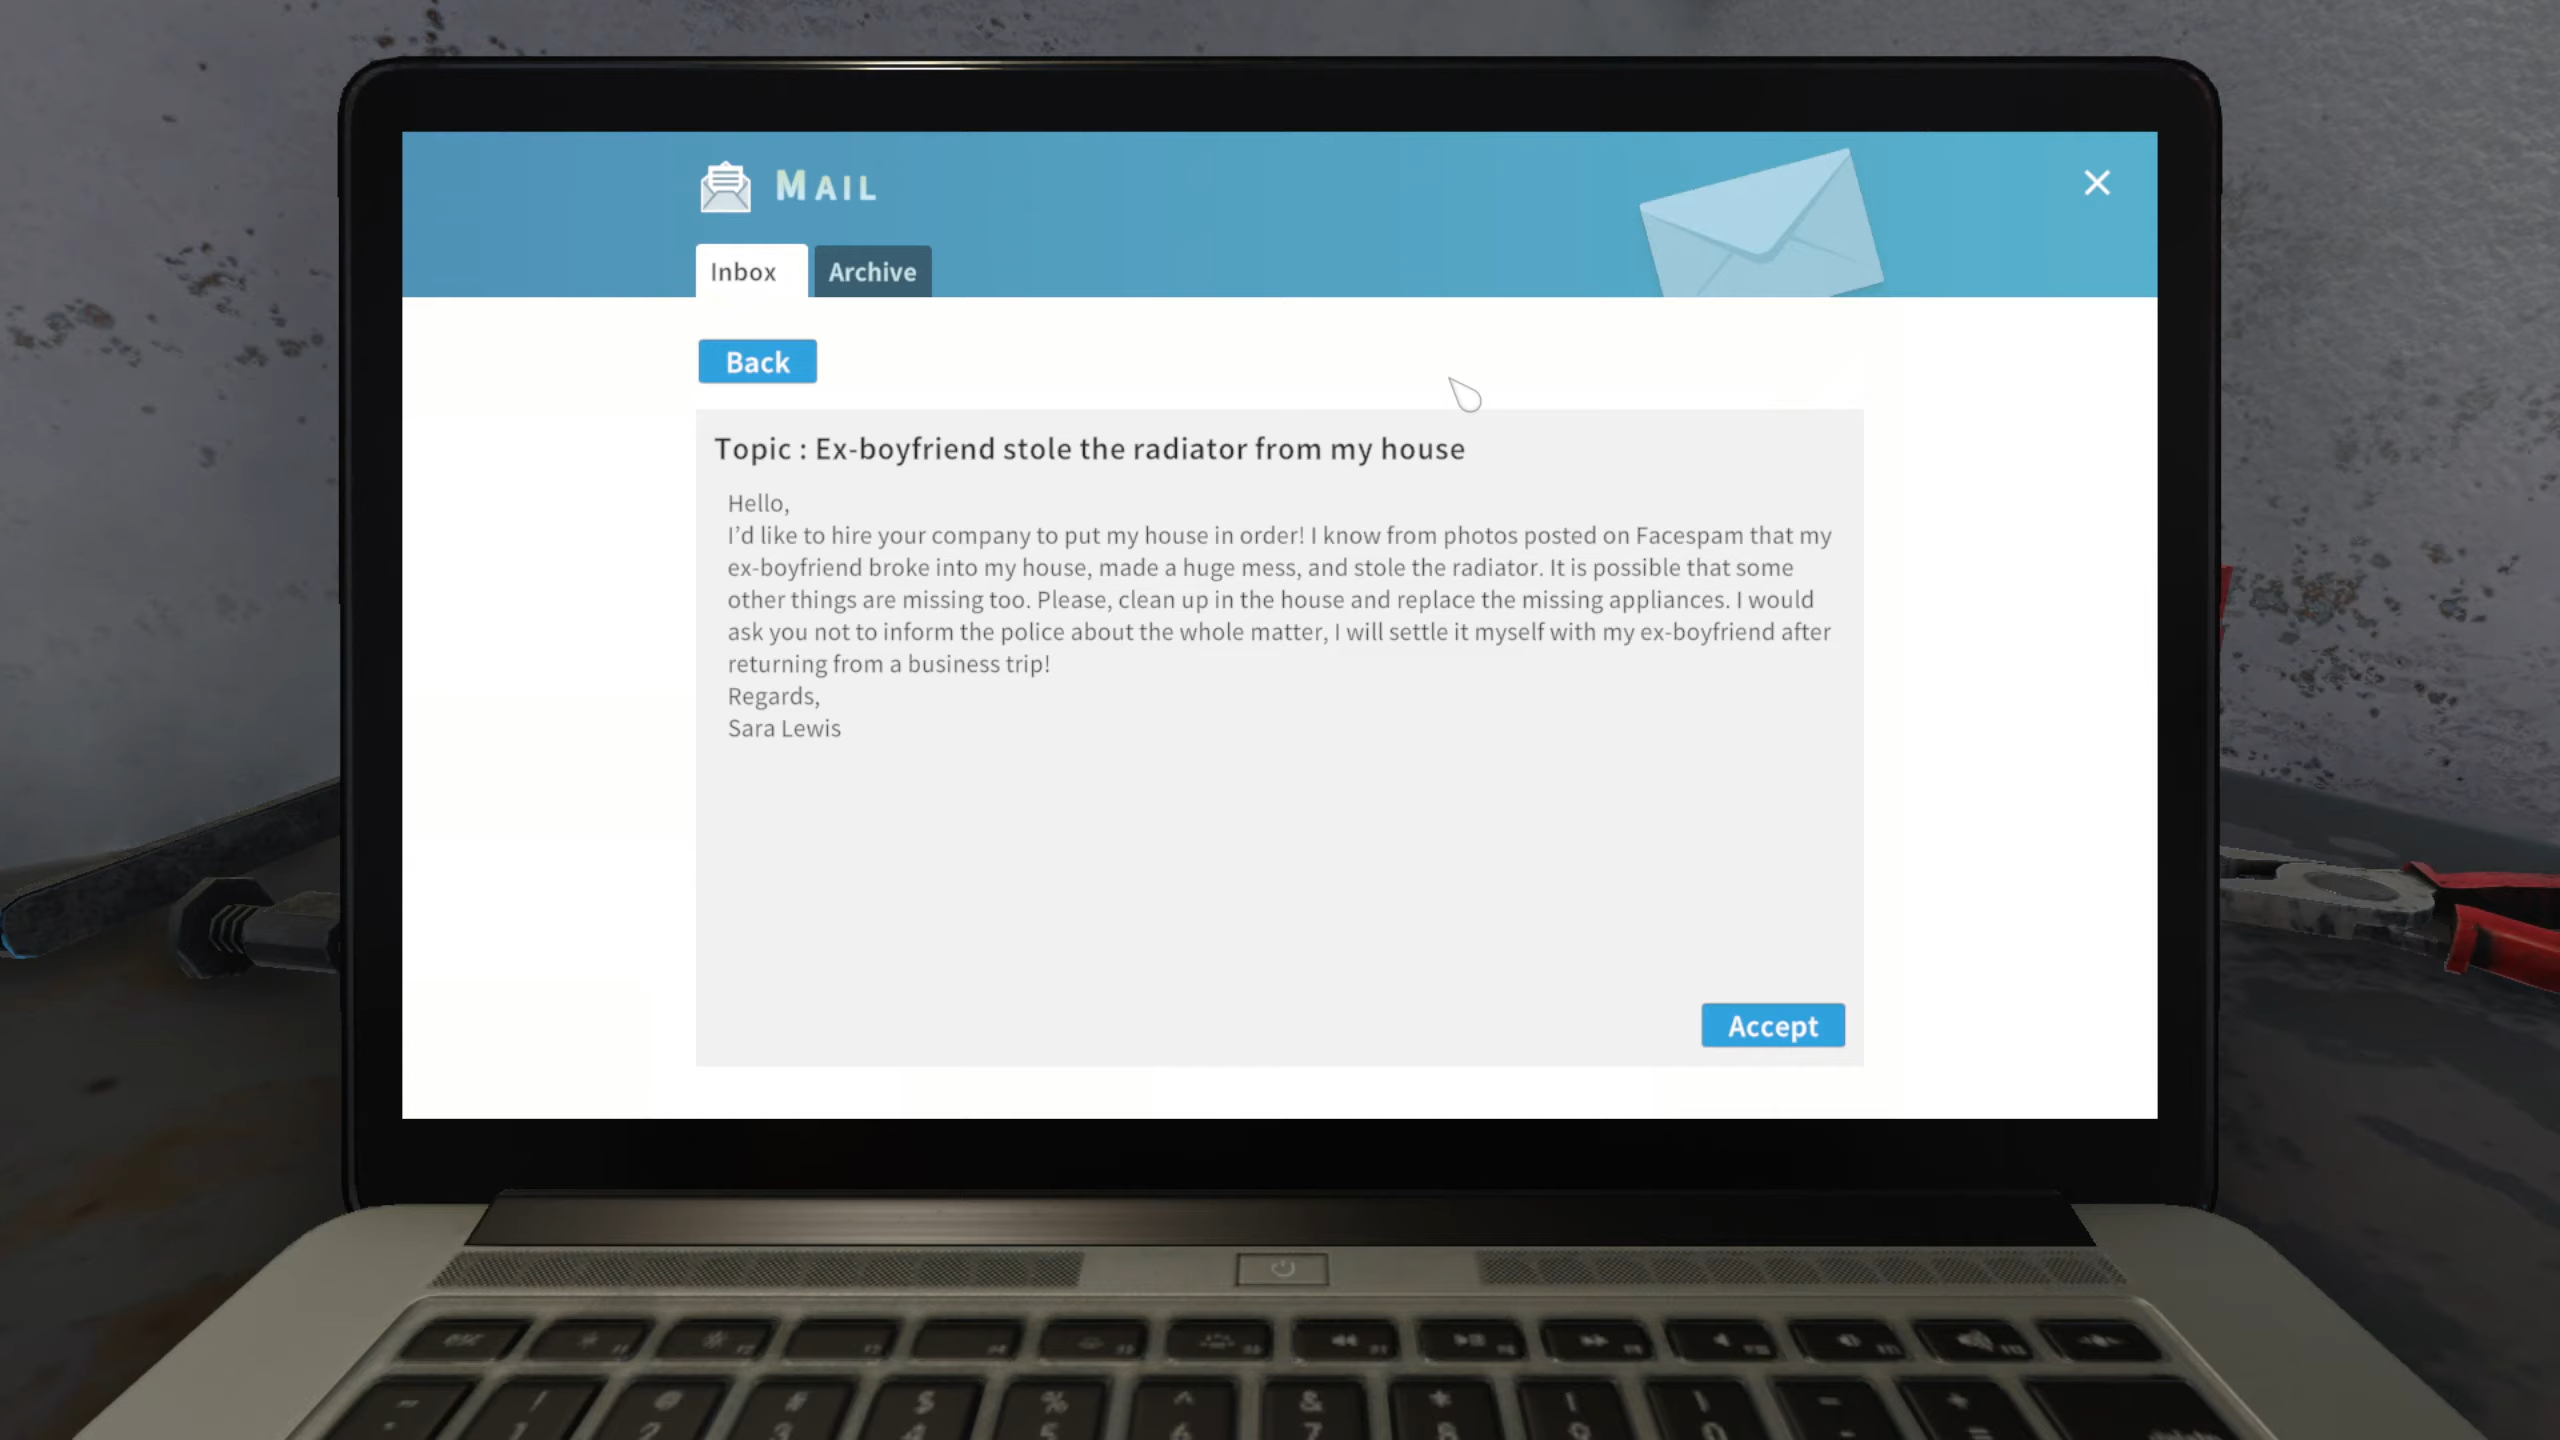 MAIL
Inbox
Archive
Back
Topic : Ex-boyfriend stole the radiator from my house
Hello,
I'd like to hire your company to put my house in order! I know from photos posted on Facespam that my
ex-boyfriend broke into my house, made a huge mess, and stole the radiator. It is possible that some
other things are missing too. Please, clean up in the house and replace the missing appliances. I would
ask you not to inform the police about the whole matter, I will settle it myself with my ex-boyfriend after
returning from a business trip!
Regards,
Sara Lewis
Accept